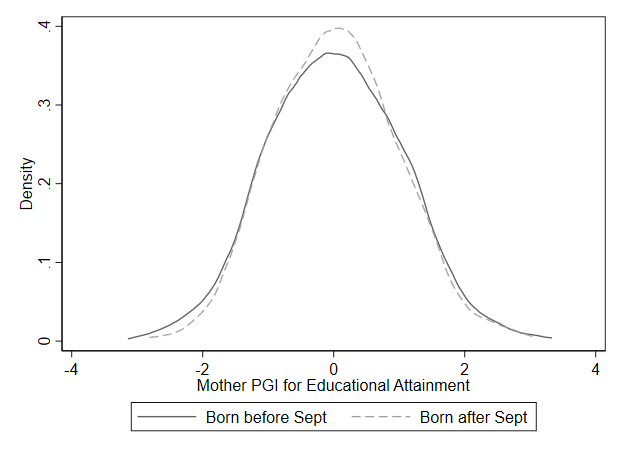 .4
.3
.2
.1
0
Density
-4 -2 0 2 4
Mother PGI for Educational Attainment
Born before Sept Born after Sept